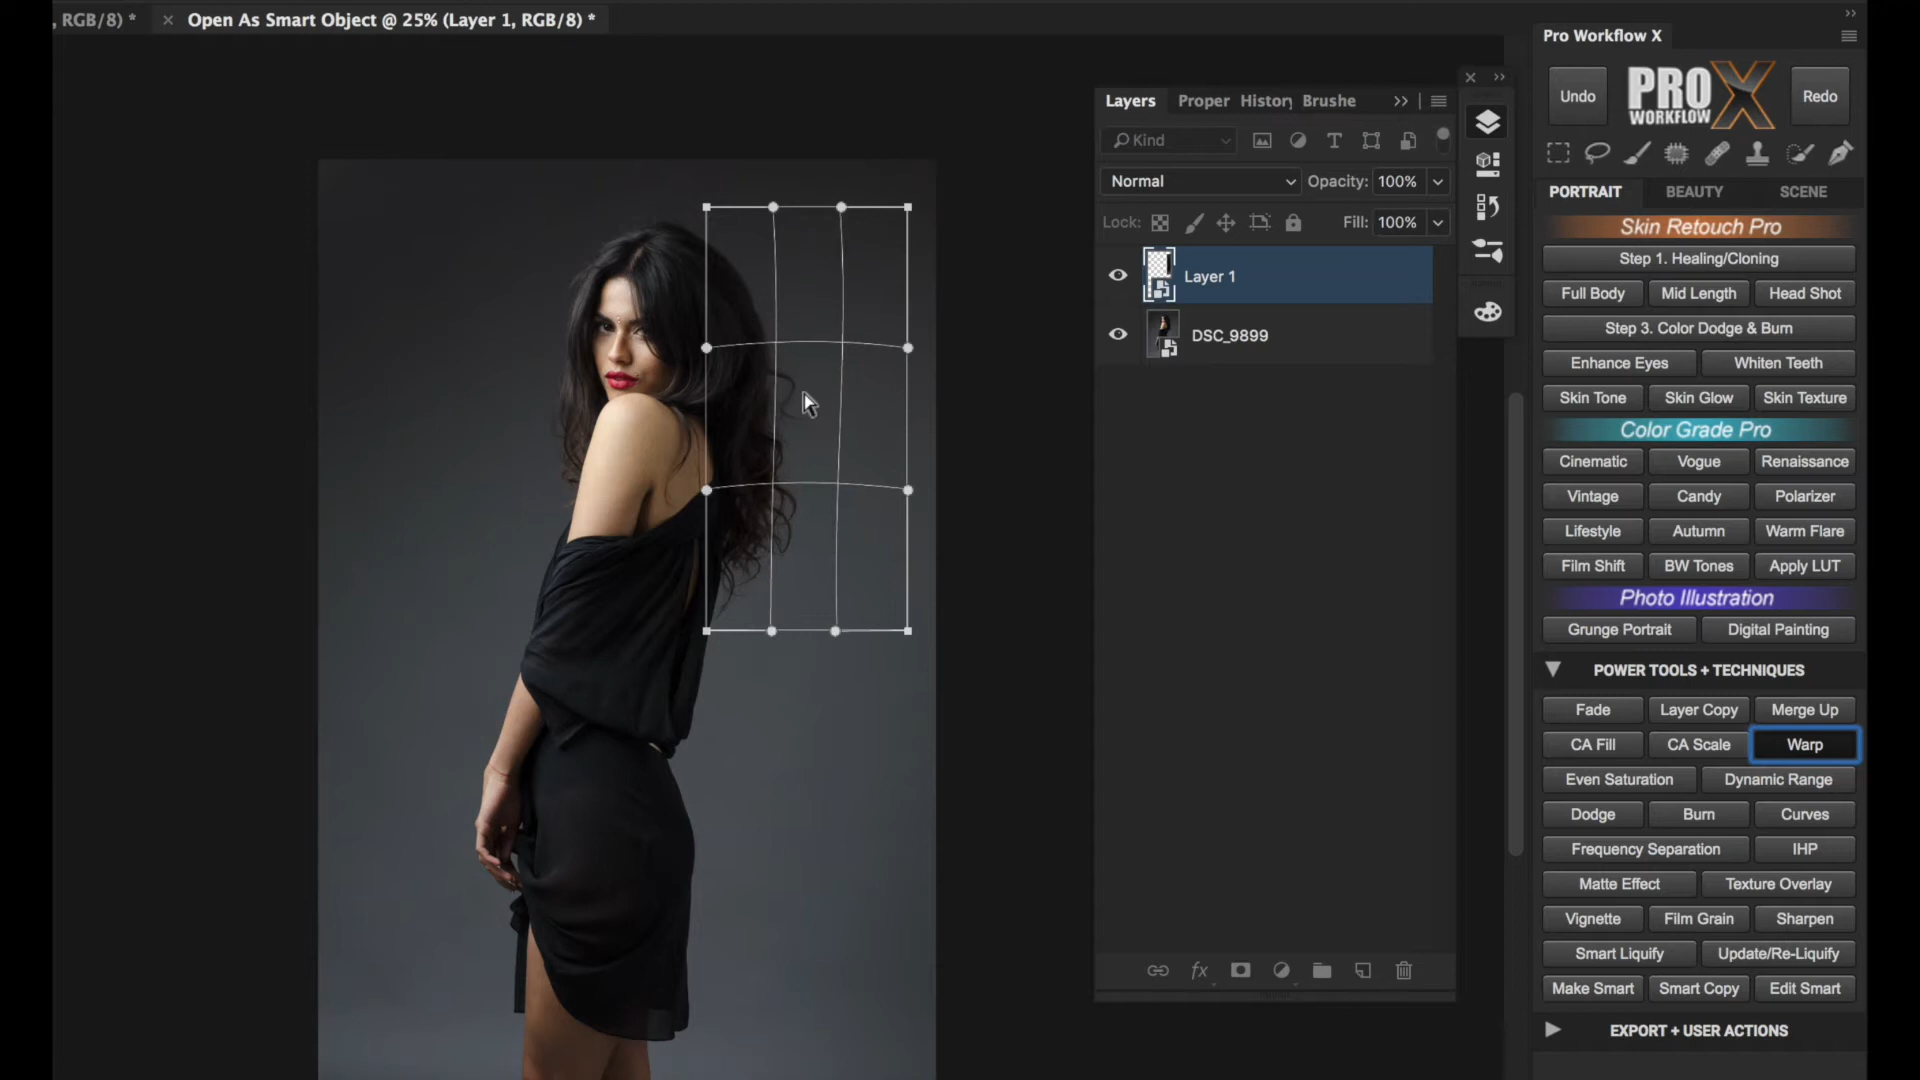 , RGB/8) *
Open As Smart Object @ 25% (Layer 1, RGB/8) *
Pro Workflow X
Undo
PRO
WORKFLOW
X
Redo
Layers
Proper
History
Brushe
Kind
Normal
Opacity: 100%
Lock:
Fill: 100%
Layer 1
DSC_9899
fx
PORTRAIT
BEAUTY
SCENE
Skin Retouch Pro
Step 1. Healing/Cloning
Full Body
Mid Length
Head Shot
Step 3. Color Dodge & Burn
Enhance Eyes
Whiten Teeth
Skin Tone
Skin Glow
Skin Texture
Color Grade Pro
Cinematic
Vogue
Renaissance
Vintage
Candy
Polarizer
Lifestyle
Autumn
Warm Flare
Film Shift
BW Tones
Apply LUT
Photo Illustration
Grunge Portrait
Digital Painting
POWER TOOLS + TECHNIQUES
Fade
Layer Copy
Merge Up
CA Fill
CA Scale
Warp
Even Saturation
Dynamic Range
Dodge
Burn
Curves
Frequency Separation
IHP
Matte Effect
Texture Overlay
Vignette
Film Grain
Sharpen
Smart Liquify
Update/Re-Liquify
Make Smart
Smart Copy
Edit Smart
EXPORT + USER ACTIONS